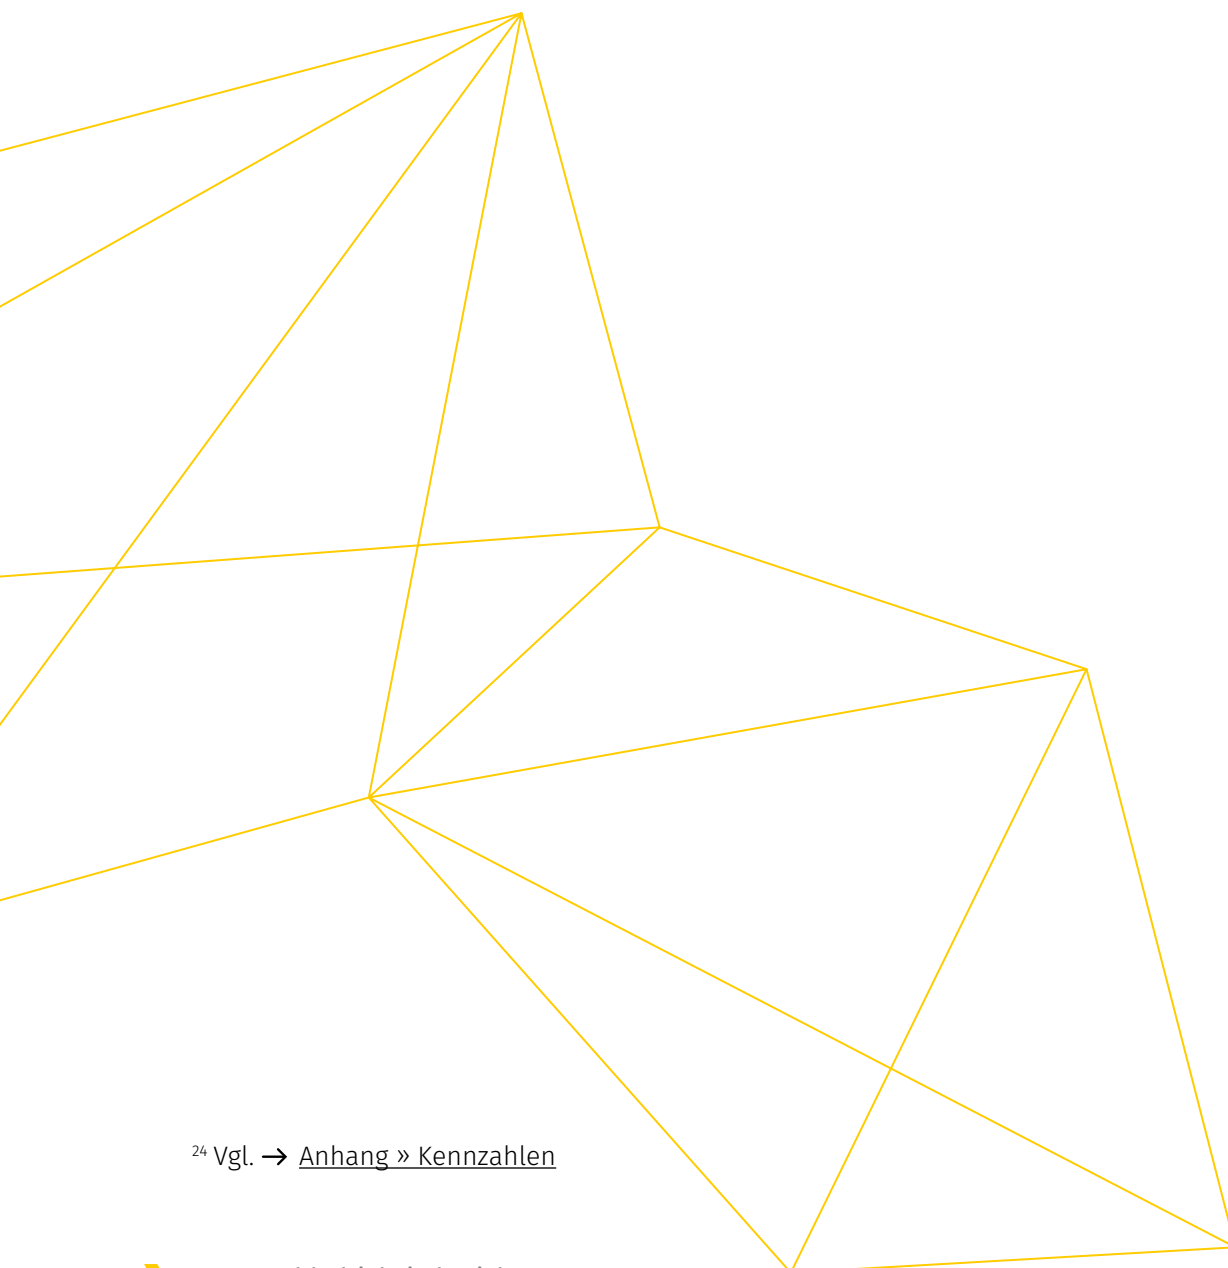 ²⁴ Vgl. → Anhang » Kennzahlen